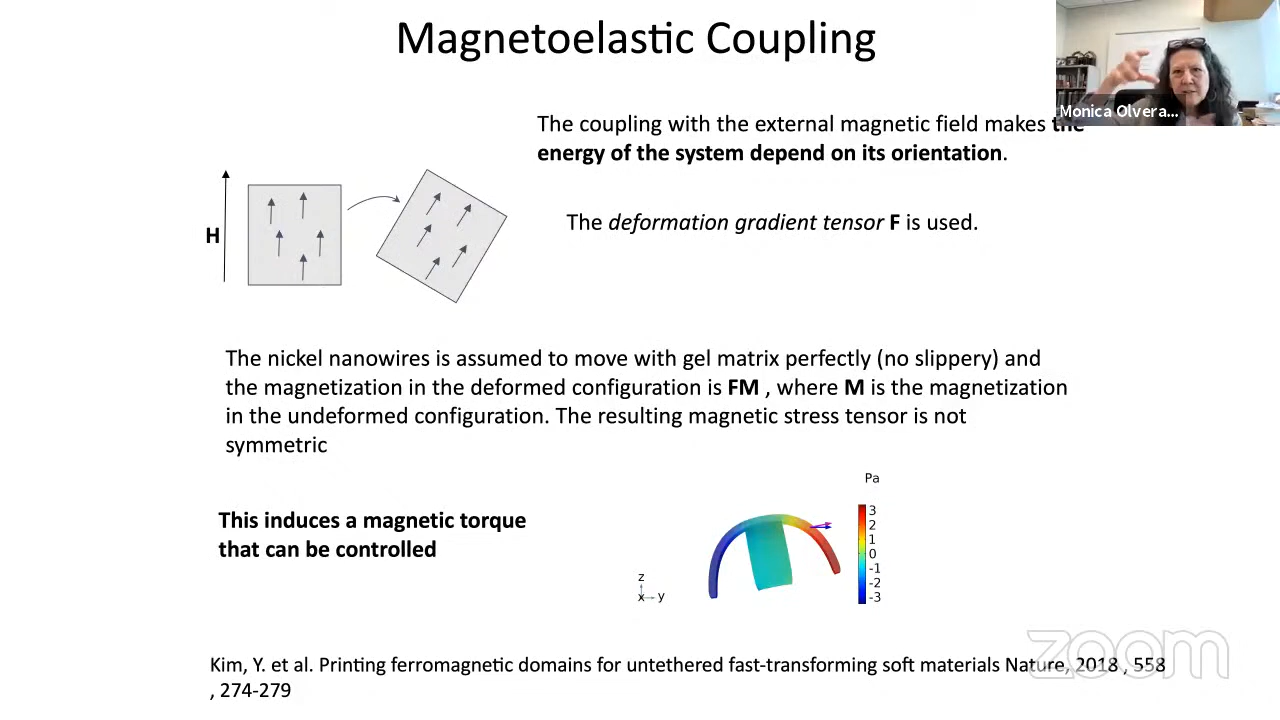 Magnetoelastic Coupling
Monica Olvera...
The coupling with the external magnetic field makes the
energy of the system depend on its orientation.
H
The deformation gradient tensor F is used.
The nickel nanowires is assumed to move with gel matrix perfectly (no slippery) and
the magnetization in the deformed configuration is FM , where M is the magnetization
in the undeformed configuration. The resulting magnetic stress tensor is not
symmetric
This induces a magnetic torque
that can be controlled
Pa
3
2
1
0
-1
-2
-3
z
x
y
zoom
Kim, Y. et al. Printing ferromagnetic domains for untethered fast-transforming soft materials Nature, 2018 , 558
, 274-279